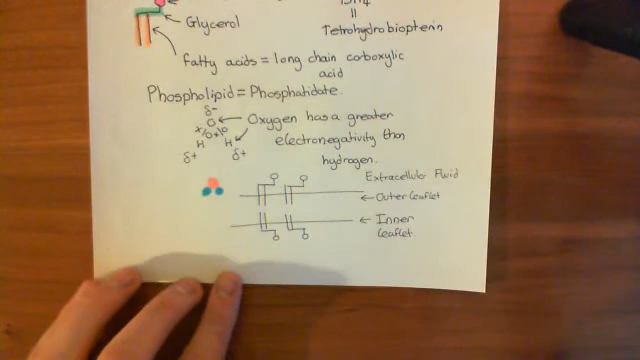 Glycerol
BH4
||
Tetrahydrobiopterin
Fatty acids = long chain carboxylic
acid
Phospholipid = Phosphatidate.
δ-
O
H
H
δ+
δ+
Oxygen has a greater
electronegativity than
hydrogen.
Extracellular Fluid
← Outer leaflet
← Inner
Leaflet.